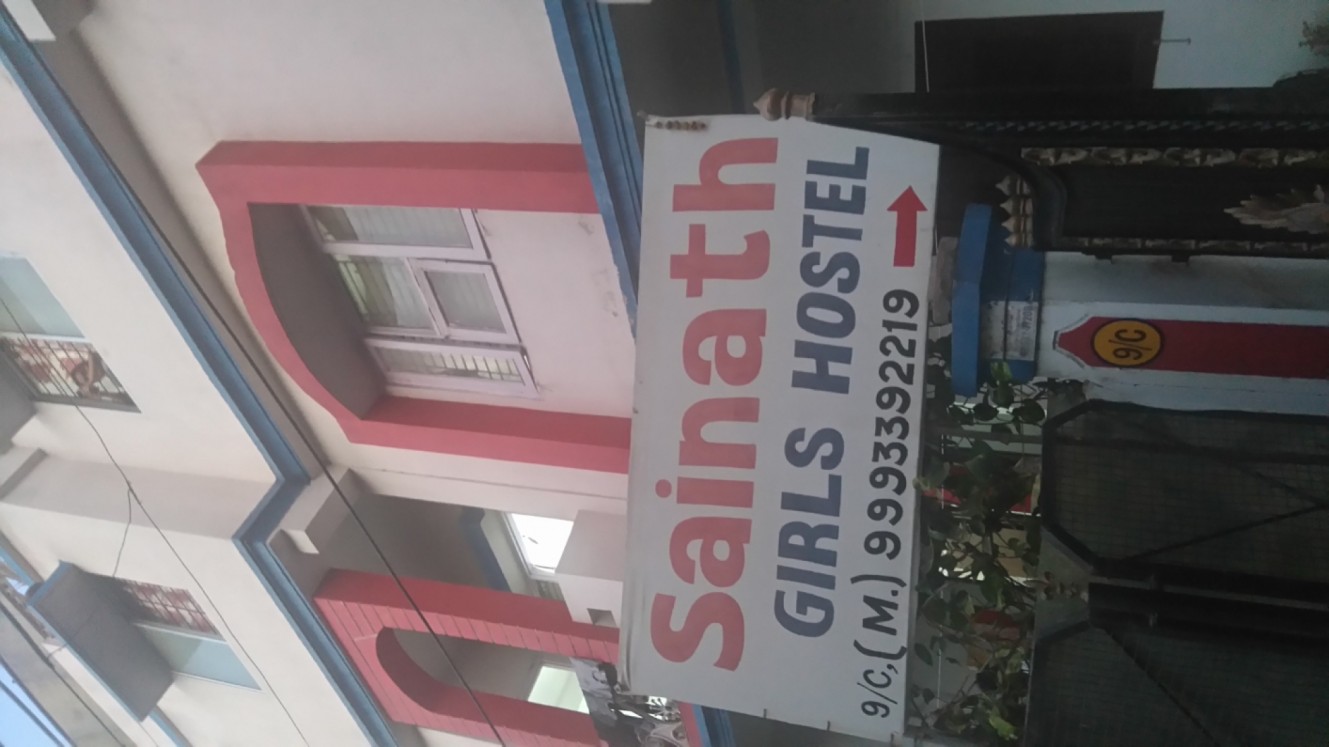 Sainath
GIRLS HOSTEL
9/C,(M.) 9993392219
9/C